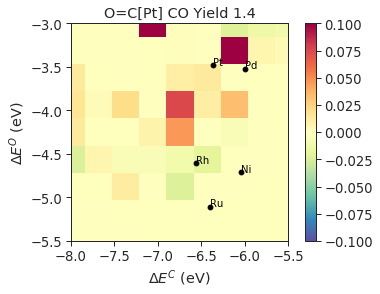 O=C[Pt] CO Yield 1.4
−3.0
−3.5
−4.0
−4.5
−5.0
−5.5
ΔE^O (eV)
Pt
Pd
Rh
Ni
Ru
−8.0 −7.5 −7.0 −6.5 −6.0 −5.5
ΔE^C (eV)
0.100
0.075
0.050
0.025
0.000
−0.025
−0.050
−0.075
−0.100